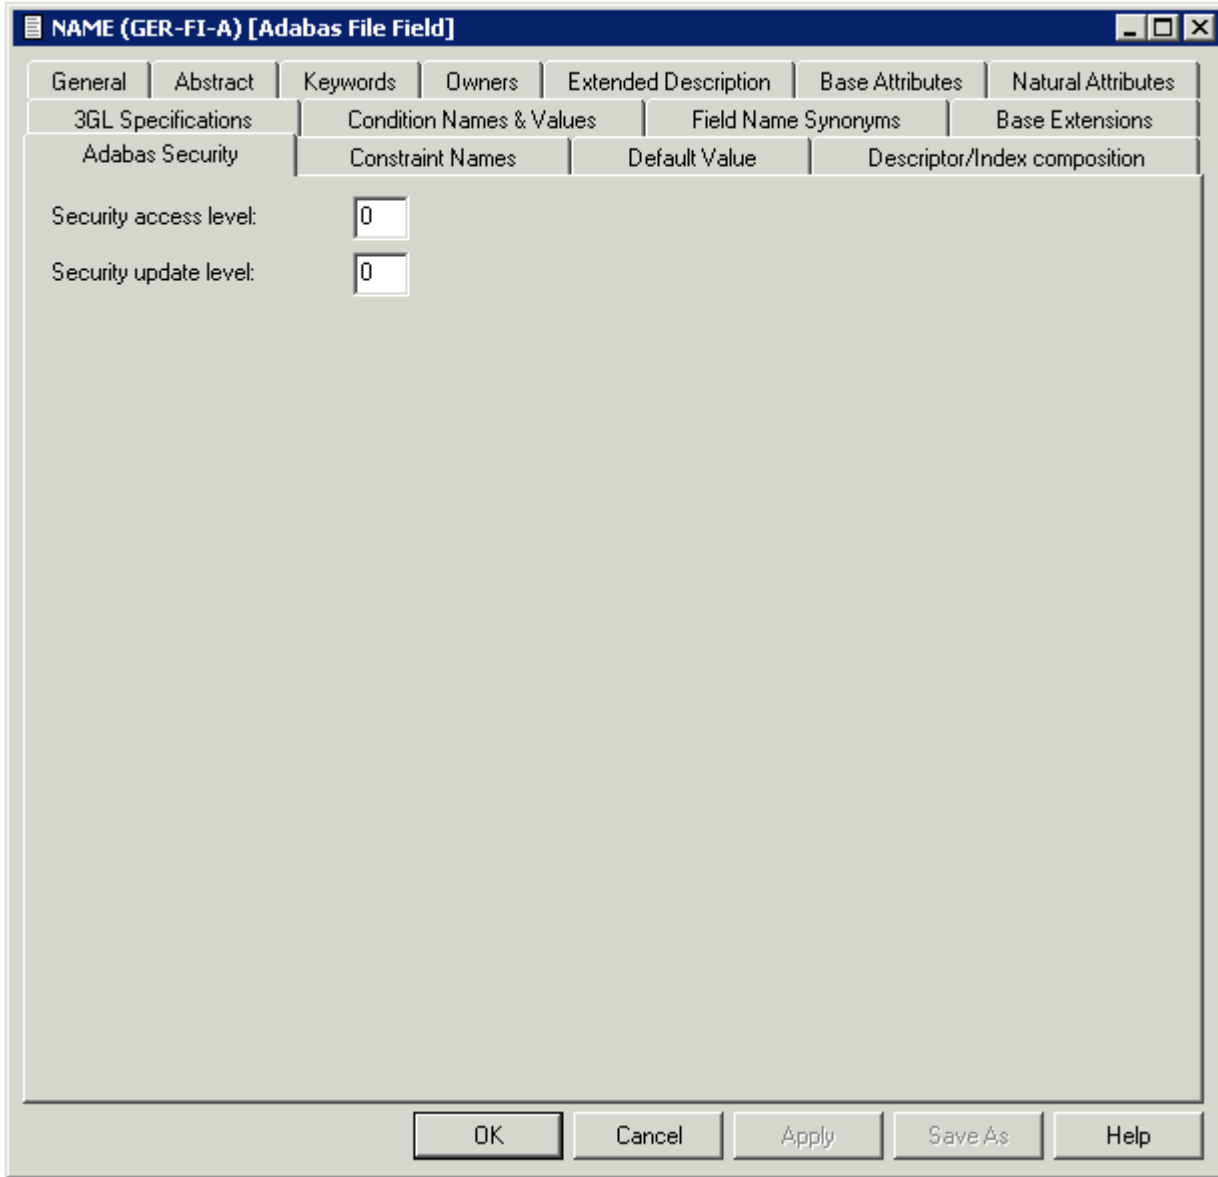 NAME (GER-FI-A) [Adabas File Field]
General Abstract Keywords Owners Extended Description Base Attributes Natural Attributes
3GL Specifications Condition Names & Values Field Name Synonyms Base Extensions
Adabas Security Constraint Names Default Value Descriptor/Index composition
Security access level: 0
Security update level: 0
OK Cancel Apply Save As Help